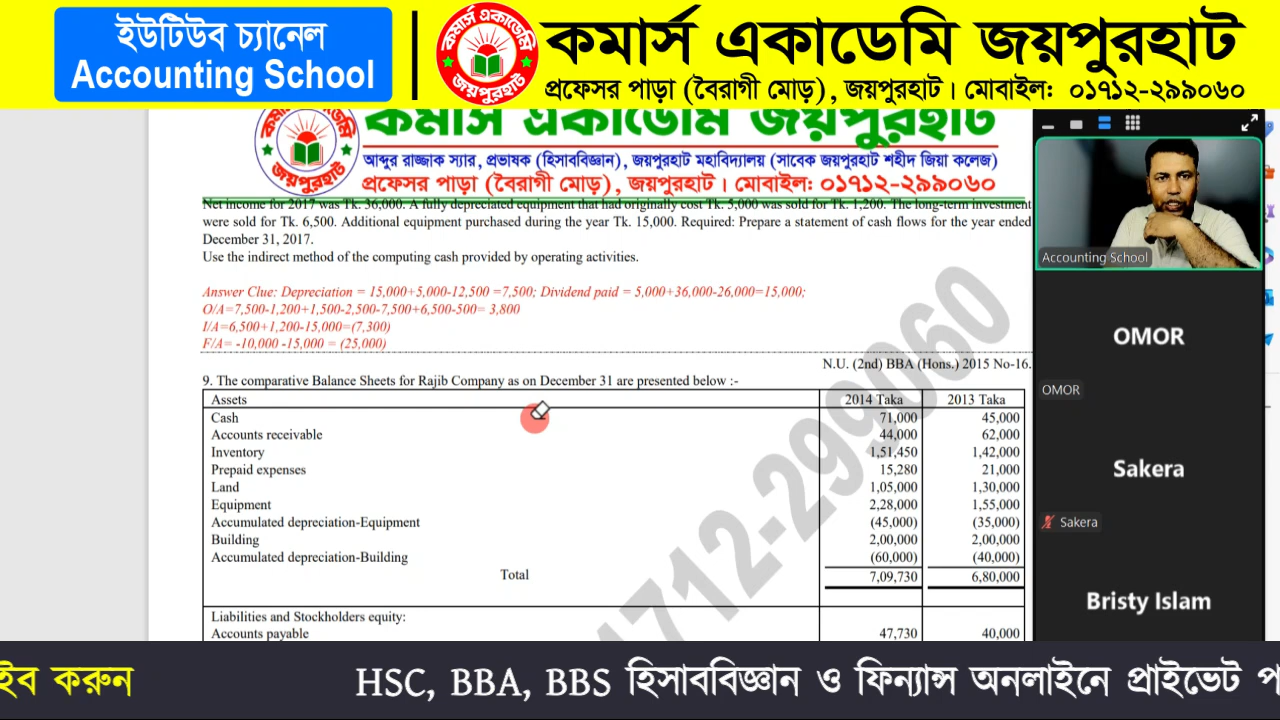 ইউটিউব চ্যানেল
Accounting School
কমার্স একাডেমি
জয়পুরহাট
কমার্স একাডেমি জয়পুরহাট
প্রফেসর পাড়া (বৈরাগী মোড়), জয়পুরহাট। মোবাইল: ০১৭১২-২৯৯০৬০
জয়পুরহাট
কমার্স একাডেমি জয়পুরহাট
আব্দুর রাজ্জাক স্যার, প্রভাষক (হিসাববিজ্ঞান), জয়পুরহাট মহাবিদ্যালয় (সাবেক জয়পুরহাট শহীদ জিয়া কলেজ)
প্রফেসর পাড়া (বৈরাগী মোড়), জয়পুরহাট। মোবাইল: ০১৭১২-২৯৯০৬০
Net income for 2017 was Tk. 36,000. A fully depreciated equipment that had originally cost Tk. 5,000 was sold for Tk. 1,200. The long-term investment
were sold for Tk. 6,500. Additional equipment purchased during the year Tk. 15,000. Required: Prepare a statement of cash flows for the year ended
December 31, 2017.
Use the indirect method of the computing cash provided by operating activities.
Answer Clue: Depreciation = 15,000+5,000-12,500 =7,500; Dividend paid = 5,000+36,000-26,000=15,000;
O/A=7,500-1,200+1,500-2,500-7,500+6,500-500= 3,800
I/A=6,500+1,200-15,000=(7,300)
F/A= -10,000 -15,000 = (25,000)
N.U. (2nd) BBA (Hons.) 2015 No-16.
9. The comparative Balance Sheets for Rajib Company as on December 31 are presented below :-
Assets 2014 Taka 2013 Taka
Cash 71,000 45,000
Accounts receivable 44,000 62,000
Inventory 1,51,450 1,42,000
Prepaid expenses 15,280 21,000
Land 1,05,000 1,30,000
Equipment 2,28,000 1,55,000
Accumulated depreciation-Equipment (45,000) (35,000)
Building 2,00,000 2,00,000
Accumulated depreciation-Building (60,000) (40,000)
Total 7,09,730 6,80,000
Liabilities and Stockholders equity:
Accounts payable 47,730 40,000
4712-299060
Accounting School
OMOR
OMOR
Sakera
Sakera
Bristy Islam
ইব করুন HSC, BBA, BBS হিসাববিজ্ঞান ও ফিন্যান্স অনলাইনে প্রাইভেট প